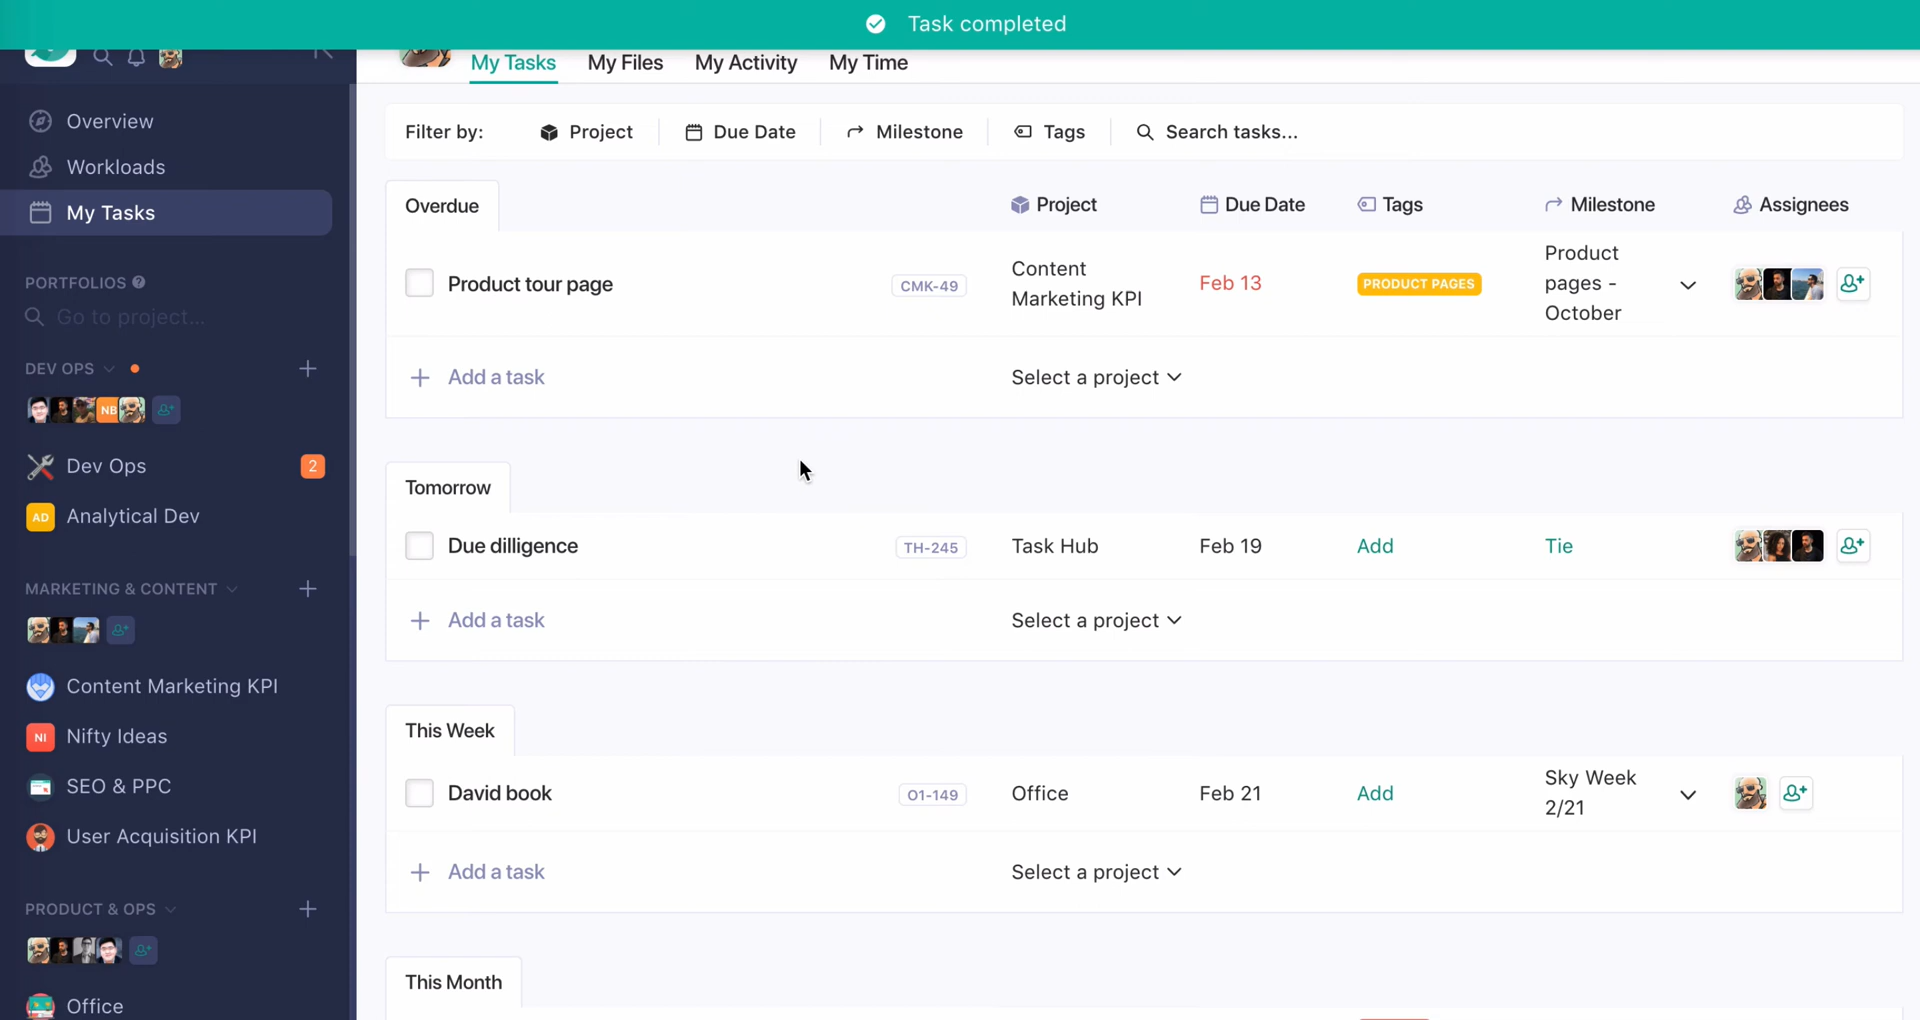 Task completed
My Tasks My Files My Activity My Time
Overview
Workloads
My Tasks
PORTFOLIOS
Go to project...
DEV OPS
NB
Dev Ops 2
AD Analytical Dev
MARKETING & CONTENT
Content Marketing KPI
NI Nifty Ideas
SEO & PPC
User Acquisition KPI
PRODUCT & OPS
Office
Filter by: Project Due Date Milestone Tags Search tasks...
Overdue Project Due Date Tags Milestone Assignees
Product tour page CMK-49 Content Marketing KPI Feb 13 PRODUCT PAGES Product pages - October
Add a task Select a project
Tomorrow
Due dilligence TH-245 Task Hub Feb 19 Add Tie
Add a task Select a project
This Week
David book O1-149 Office Feb 21 Add Sky Week 2/21
Add a task Select a project
This Month